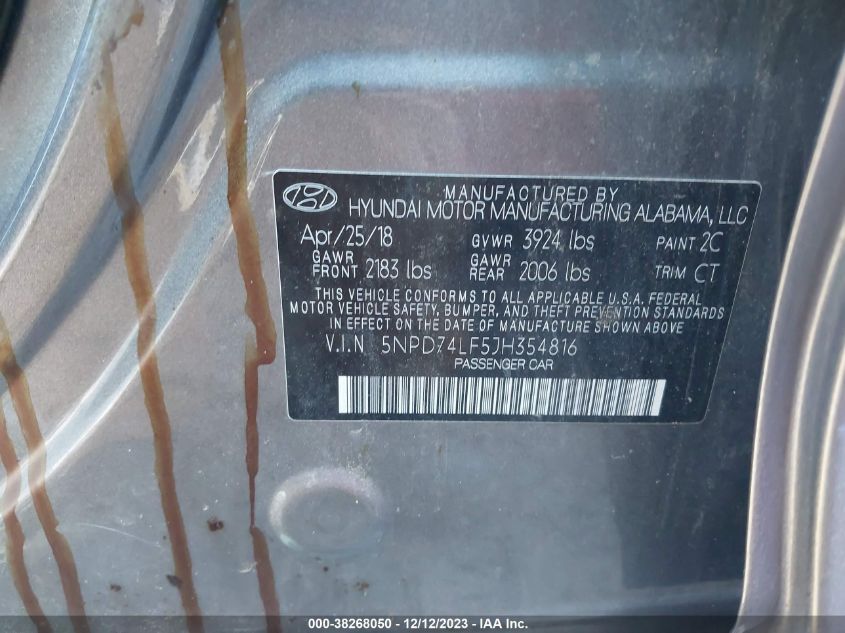 MANUFACTURED BY
HYUNDAI MOTOR MANUFACTURING ALABAMA, LLC
Apr/25/18 GVWR 3924 lbs PAINT 2C
GAWR FRONT 2183 lbs GAWR REAR 2006 lbs TRIM CT
THIS VEHICLE CONFORMS TO ALL APPLICABLE U.S.A. FEDERAL
MOTOR VEHICLE SAFETY, BUMPER, AND THEFT PREVENTION STANDARDS
IN EFFECT ON THE DATE OF MANUFACTURE SHOWN ABOVE.
V.I.N 5NPD74LF5JH354816
PASSENGER CAR
000-38268050 - 12/12/2023 - IAA Inc.